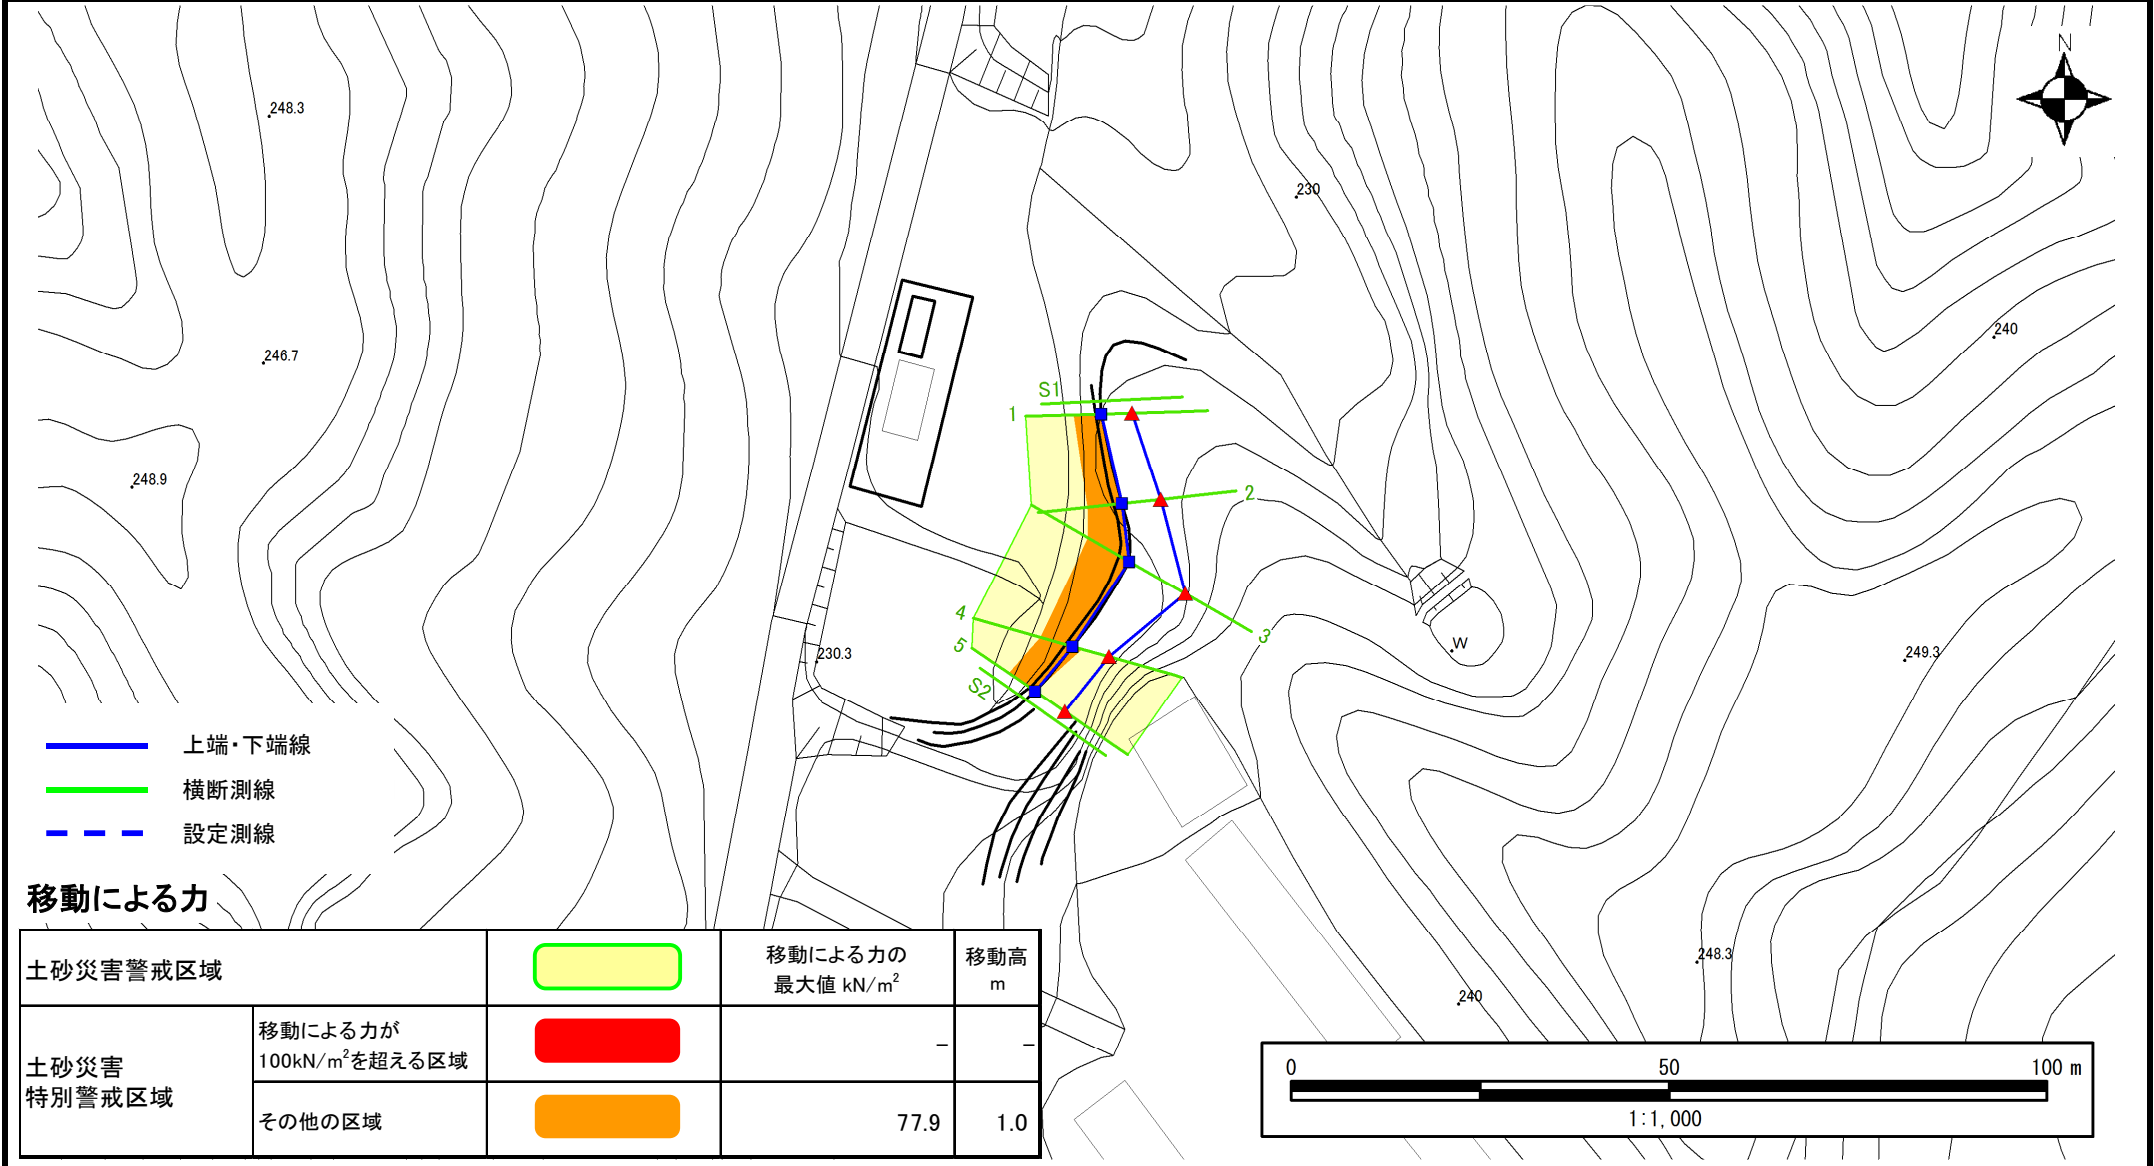 N
248.3
230
240
246.7
S1
1
248.9
2
4
3
5
W
230.3
249.3
S2
上端・下端線
横断測線
設定測線
移動による力
248.3
240
土砂災害警戒区域
移動による力の
最大値 kN/m²
移動高
m
土砂災害
特別警戒区域
移動による力が
100kN/m²を超える区域
－
－
その他の区域
77.9
1.0
0
50
100 m
1:1,000